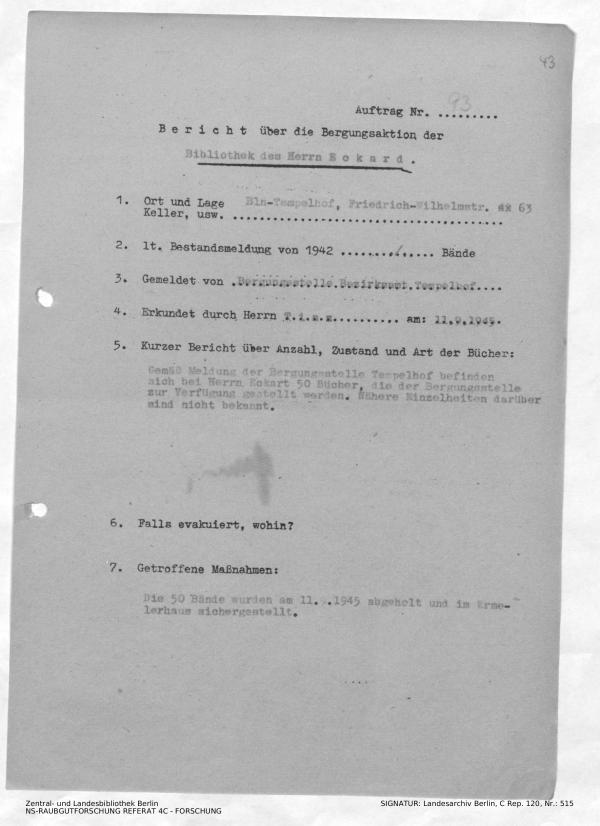 43
Auftrag Nr. 93.........
B e r i c h t über die Bergungsaktion der
Bibliothek des Herrn E c k a r d .
1. Ort und Lage Bln-Tempelhof, Friedrich-Wilhelmstr. 63
Keller, usw. ......................................
2. lt. Bestandsmeldung von 1942 .............. Bände
3. Gemeldet von .Bergungsstelle.Bezirksamt.Tempelhof....
4. Erkundet durch Herrn .......... am: 11.9.1945.
5. Kurzer Bericht über Anzahl, Zustand und Art der Bücher:
Gemäß Meldung der Bergungsstelle Tempelhof befinden
sich bei Herrn Eckart 50 Bücher, die der Bergungsstelle
zur Verfügung gestellt werden. Nähere Einzelheiten darüber
sind nicht bekannt.
6. Falls evakuiert, wohin?
7. Getroffene Maßnahmen:
Die 50 Bände wurden am 11. .1945 abgeholt und im Erme-
lerhaus sichergestellt.
Zentral- und Landesbibliothek Berlin
NS-RAUBGUTFORSCHUNG REFERAT 4C - FORSCHUNG
SIGNATUR: Landesarchiv Berlin, C Rep. 120, Nr.: 515